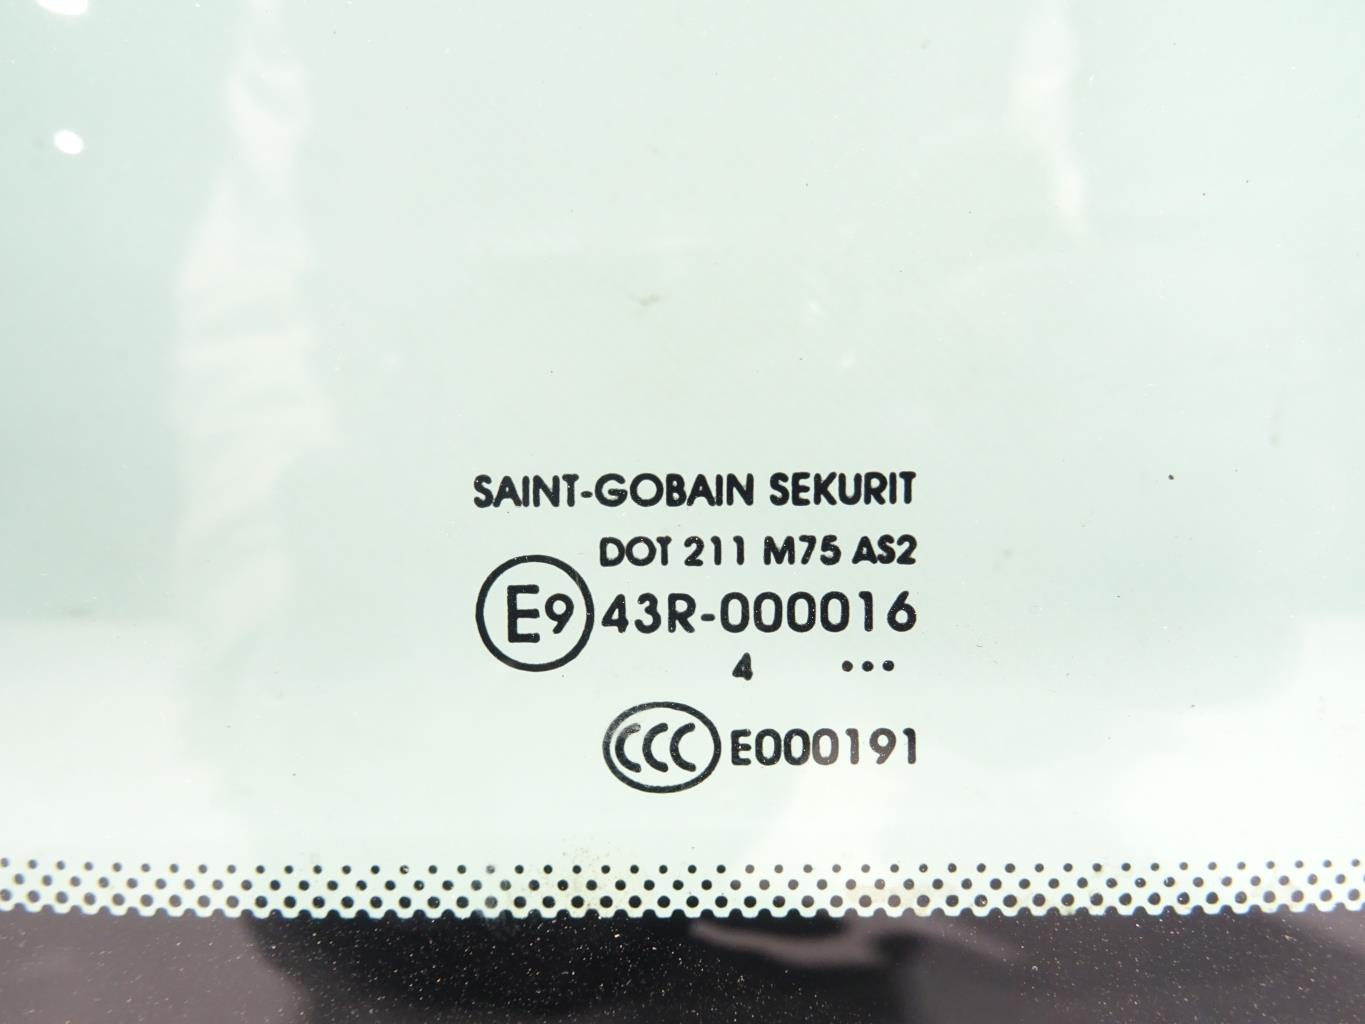 SAINT-GOBAIN SEKURIT
DOT 211 M75 AS2
E9 43R-000016
4 •••
CCC E000191